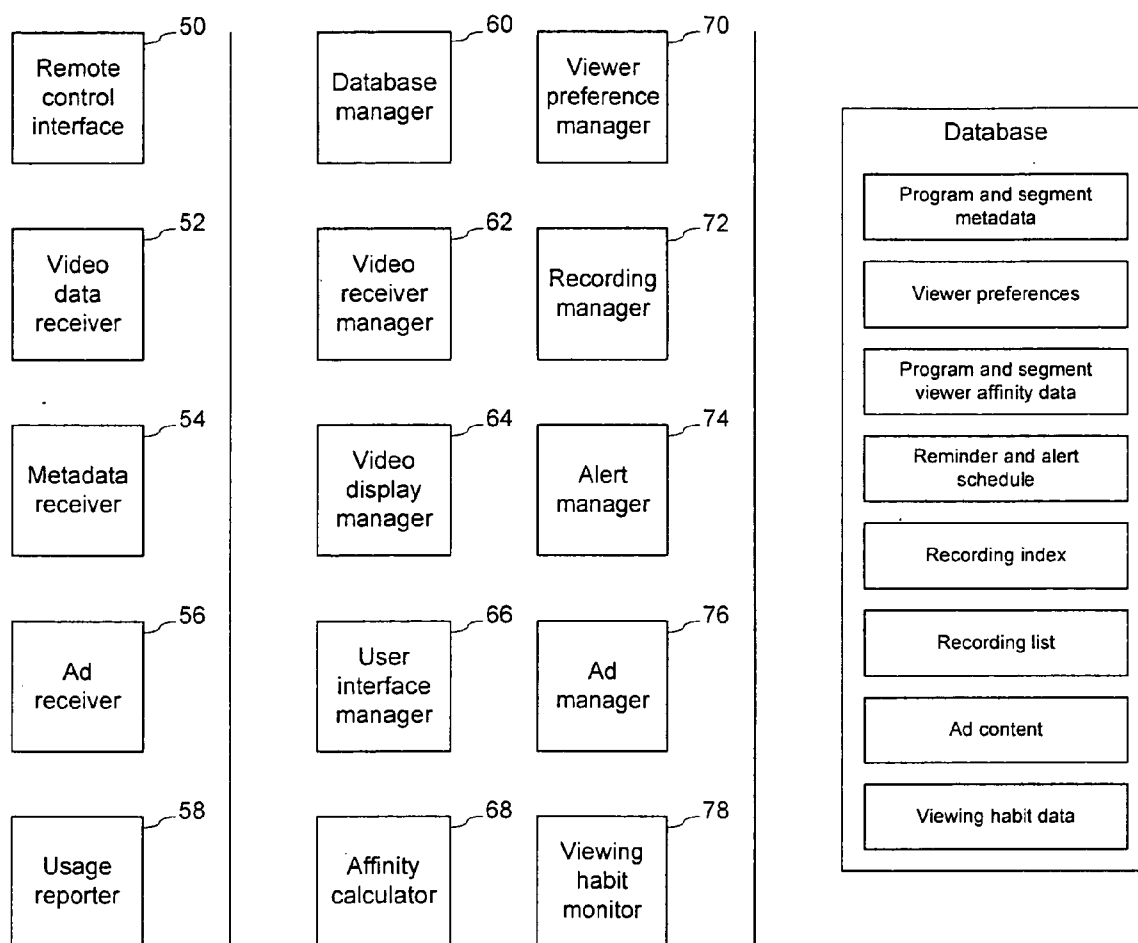 50
Remote
control
interface
52
Video
data
receiver
54
Metadata
receiver
56
Ad
receiver
58
Usage
reporter
60
Database
manager
62
Video
receiver
manager
64
Video
display
manager
66
User
interface
manager
68
Affinity
calculator
70
Viewer
preference
manager
72
Recording
manager
74
Alert
manager
76
Ad
manager
78
Viewing
habit
monitor
Database
Program and segment
metadata
Viewer preferences
Program and segment
viewer affinity data
Reminder and alert
schedule
Recording index
Recording list
Ad content
Viewing habit data